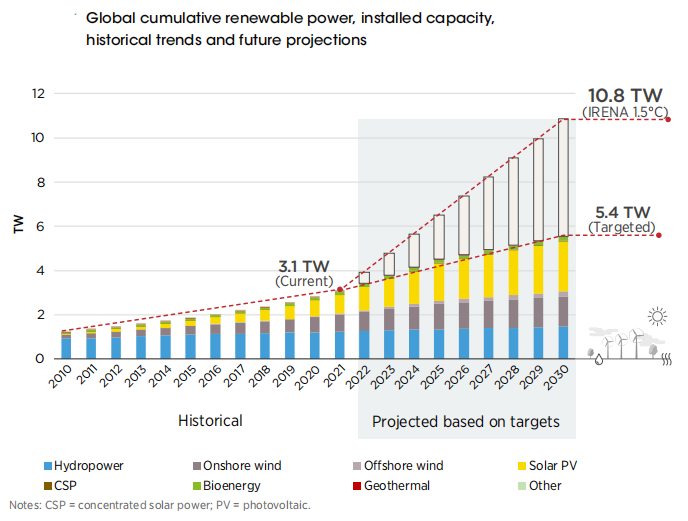 Global cumulative renewable power, installed capacity,
historical trends and future projections
12
10
8
6
4
2
0
TW
10.8 TW
(IRENA 1.5°C)
5.4 TW
(Targeted)
3.1 TW
(Current)
2010 2011 2012 2013 2014 2015 2016 2017 2018 2019 2020 2021 2022 2023 2024 2025 2026 2027 2028 2029 2030
Historical Projected based on targets
Hydropower Onshore wind Offshore wind Solar PV
CSP Bioenergy Geothermal Other
Notes: CSP = concentrated solar power; PV = photovoltaic.